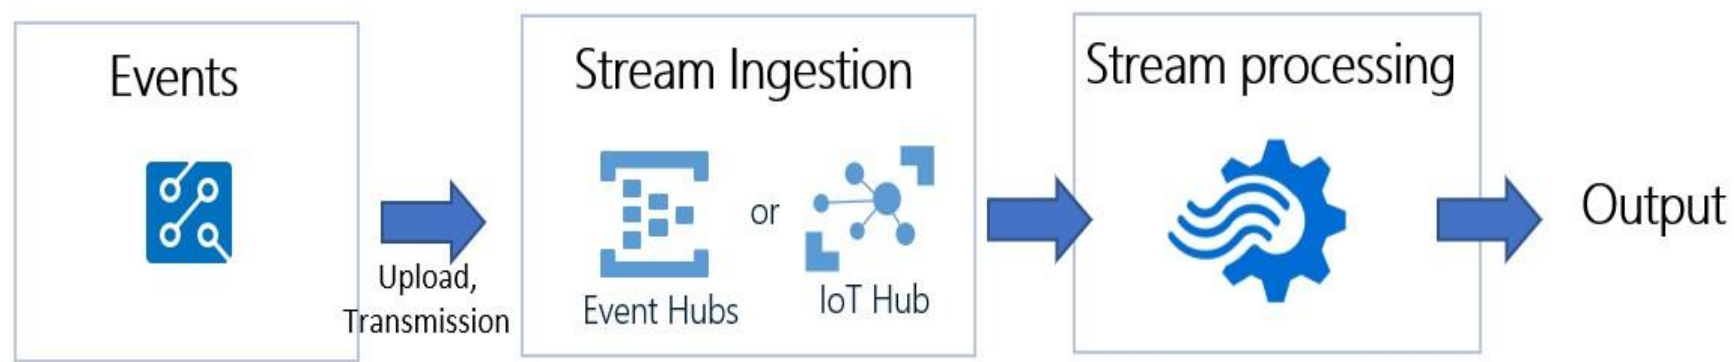 Events
Upload,
Transmission
Stream Ingestion
or
Event Hubs
IoT Hub
Stream processing
Output